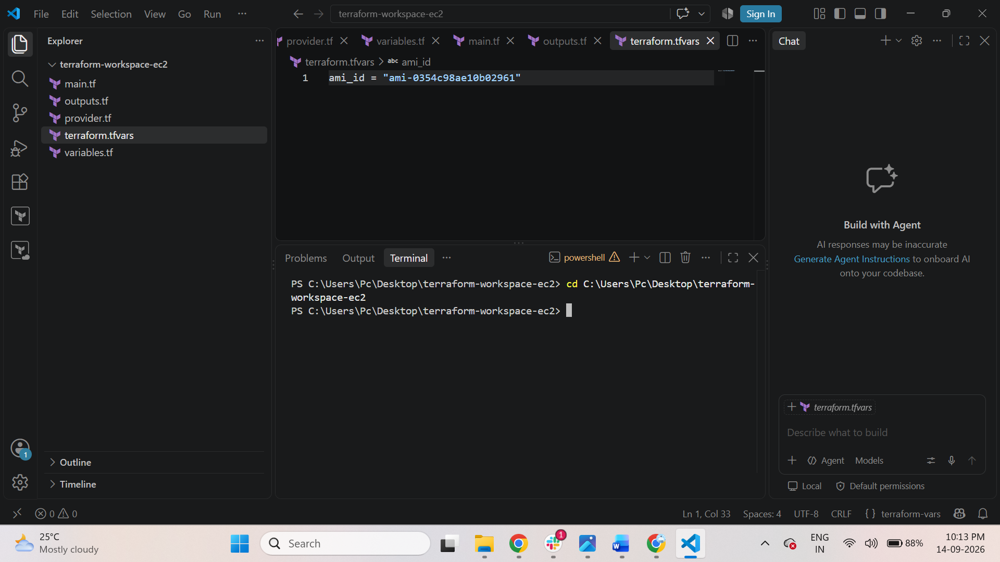 File Edit Selection View Go Run ···
terraform-workspace-ec2
Sign In
Explorer
terraform-workspace-ec2
main.tf
outputs.tf
provider.tf
terraform.tfvars
variables.tf
Outline
Timeline
provider.tf variables.tf main.tf outputs.tf terraform.tfvars
terraform.tfvars > abc ami_id
1 ami_id = "ami-0354c98ae10b02961"
Problems Output Terminal ··· powershell
PS C:\Users\Pc\Desktop\terraform-workspace-ec2> cd C:\Users\Pc\Desktop\terraform-
workspace-ec2
PS C:\Users\Pc\Desktop\terraform-workspace-ec2>
Chat
Build with Agent
AI responses may be inaccurate
Generate Agent Instructions to onboard AI
onto your codebase.
terraform.tfvars
Describe what to build
Agent Models
Local Default permissions
1
0 0
Ln 1, Col 33 Spaces: 4 UTF-8 CRLF { } terraform-vars
25°C
Mostly cloudy
Search
1
ENG
IN
88%
10:13 PM
14-09-2026